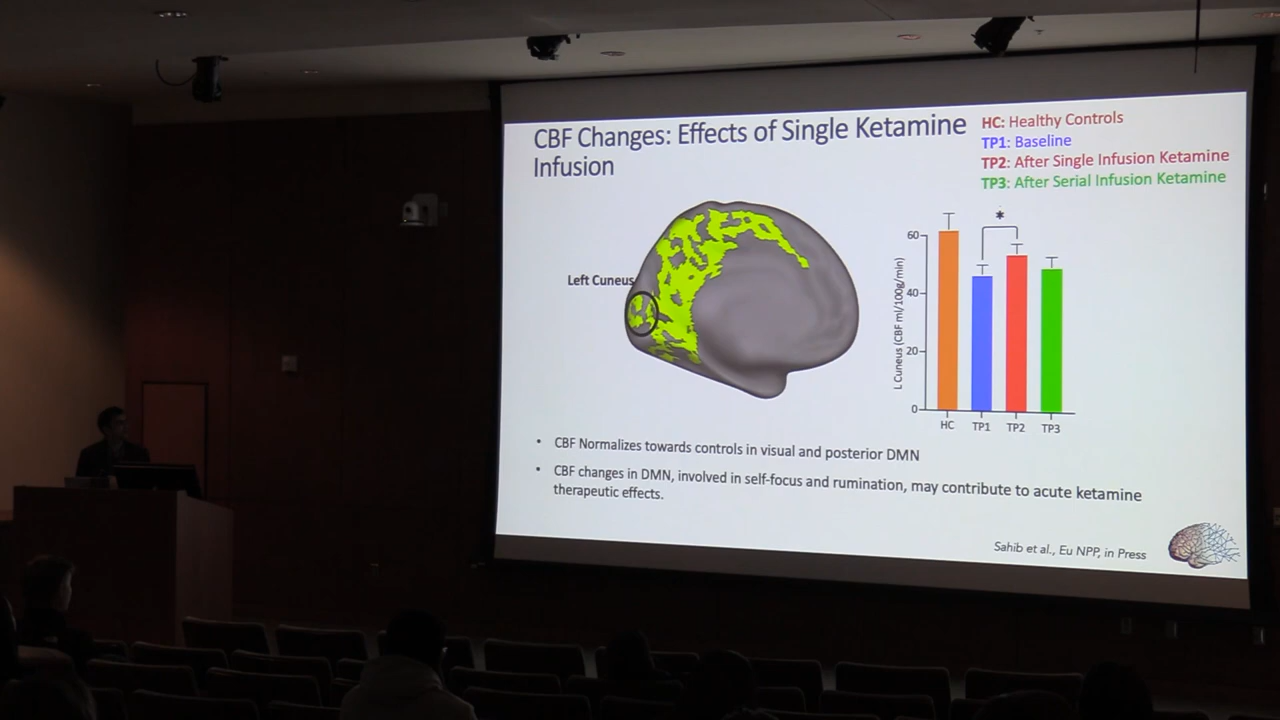 CBF Changes: Effects of Single Ketamine
Infusion
HC: Healthy Controls
TP1: Baseline
TP2: After Single Infusion Ketamine
TP3: After Serial Infusion Ketamine
Left Cuneus
*
L Cuneus (CBF ml/100g/min)
60
40
20
0
HC TP1 TP2 TP3
• CBF Normalizes towards controls in visual and posterior DMN
• CBF changes in DMN, involved in self-focus and rumination, may contribute to acute ketamine
therapeutic effects.
Sahib et al., Eu NPP, in Press